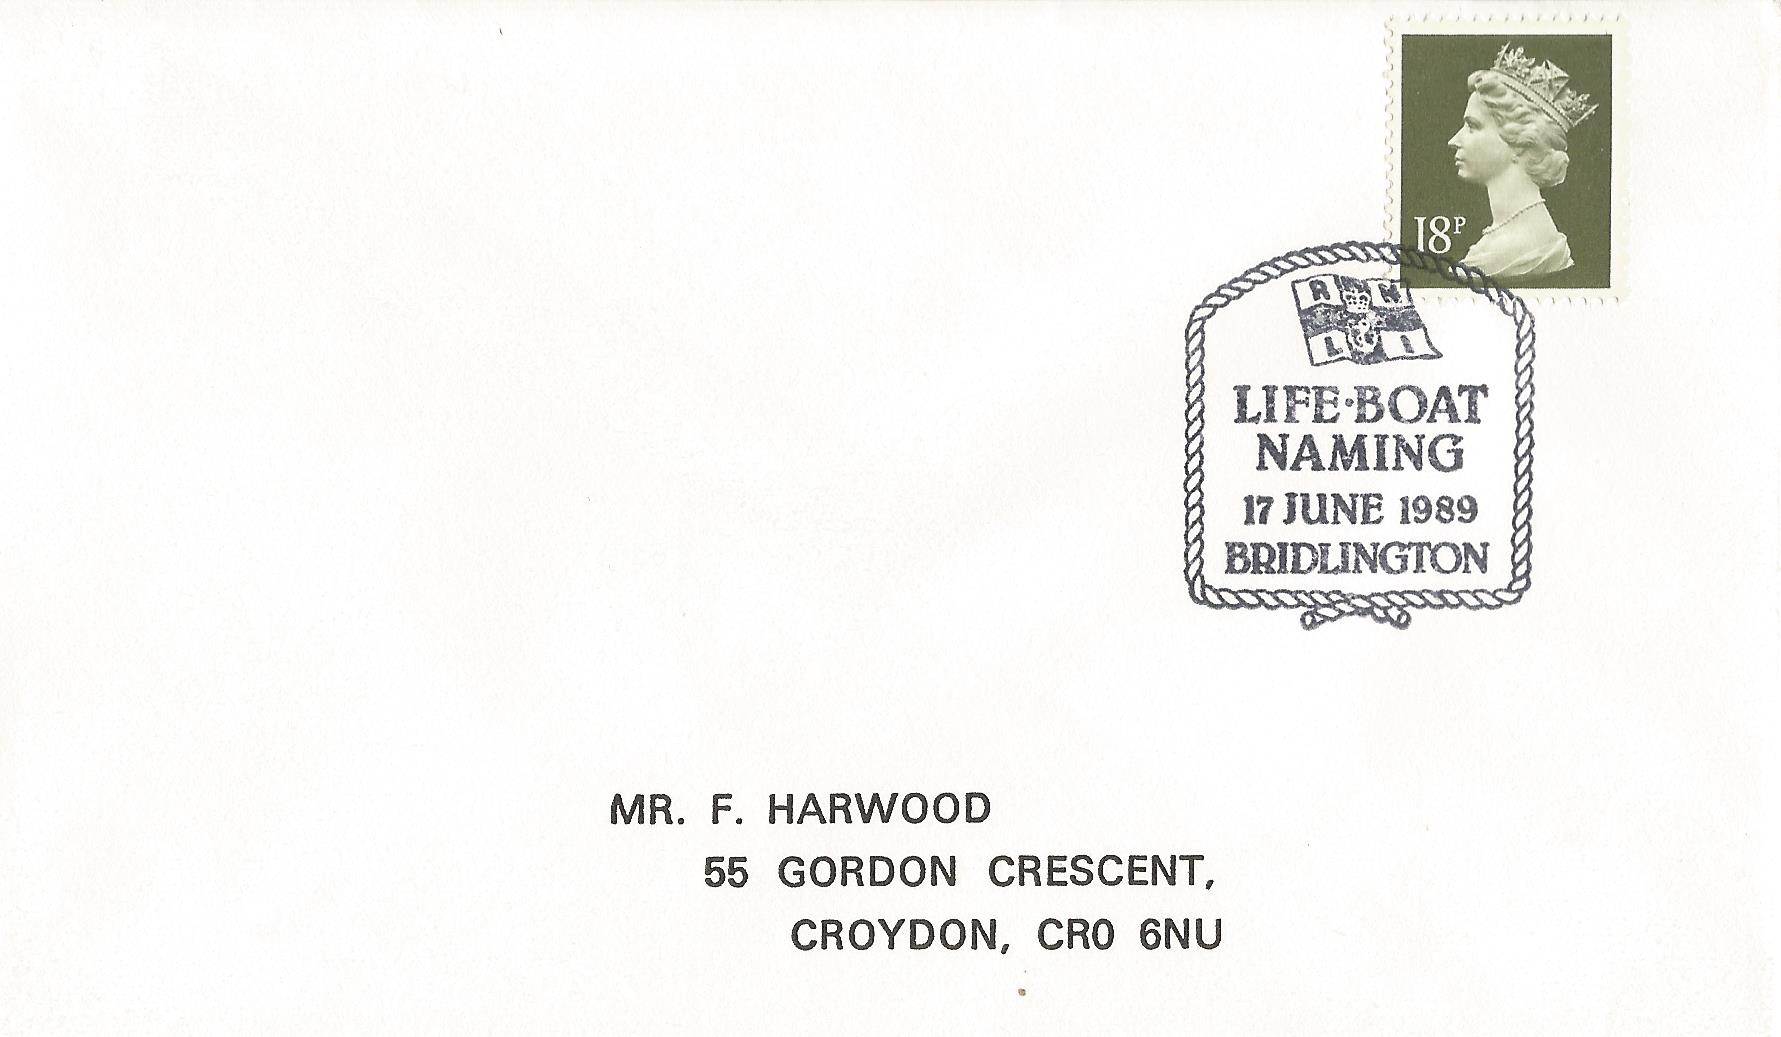 18P
R N
L I
LIFE·BOAT
NAMING
17 JUNE 1989
BRIDLINGTON
MR. F. HARWOOD
55 GORDON CRESCENT,
CROYDON, CR0 6NU